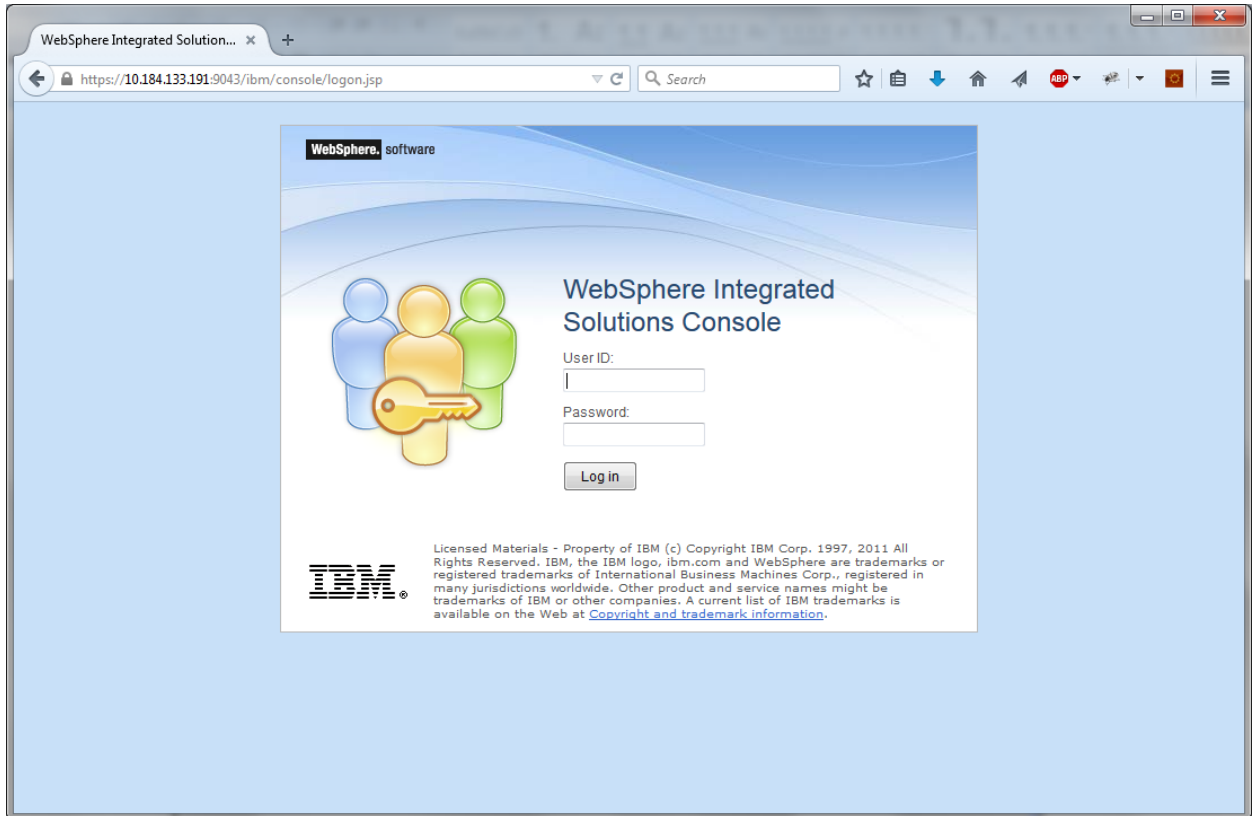 WebSphere Integrated Solution...
https://10.184.133.191:9043/ibm/console/logon.jsp
Search
ABP
WebSphere. software
WebSphere Integrated
Solutions Console
User ID:
Password:
Log in
IBM®
Licensed Materials - Property of IBM (c) Copyright IBM Corp. 1997, 2011 All
Rights Reserved. IBM, the IBM logo, ibm.com and WebSphere are trademarks or
registered trademarks of International Business Machines Corp., registered in
many jurisdictions worldwide. Other product and service names might be
trademarks of IBM or other companies. A current list of IBM trademarks is
available on the Web at Copyright and trademark information.